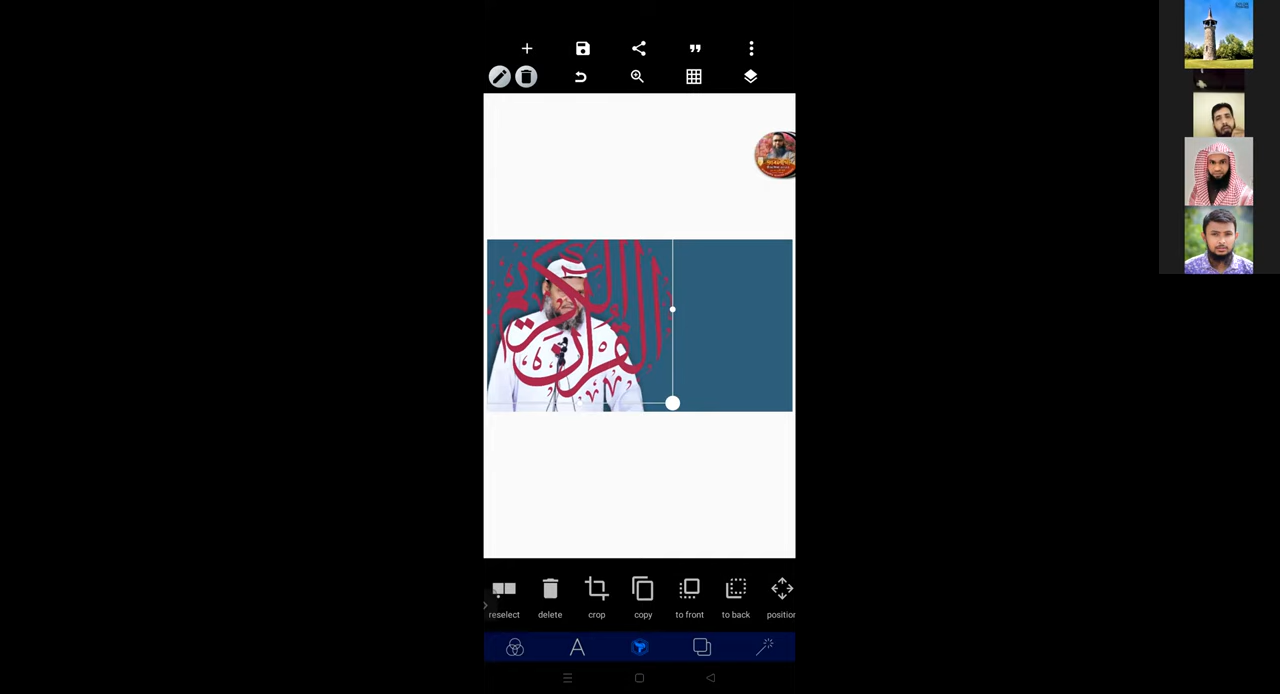 القرآن الكريم
reselect
delete
crop
copy
to front
to back
position